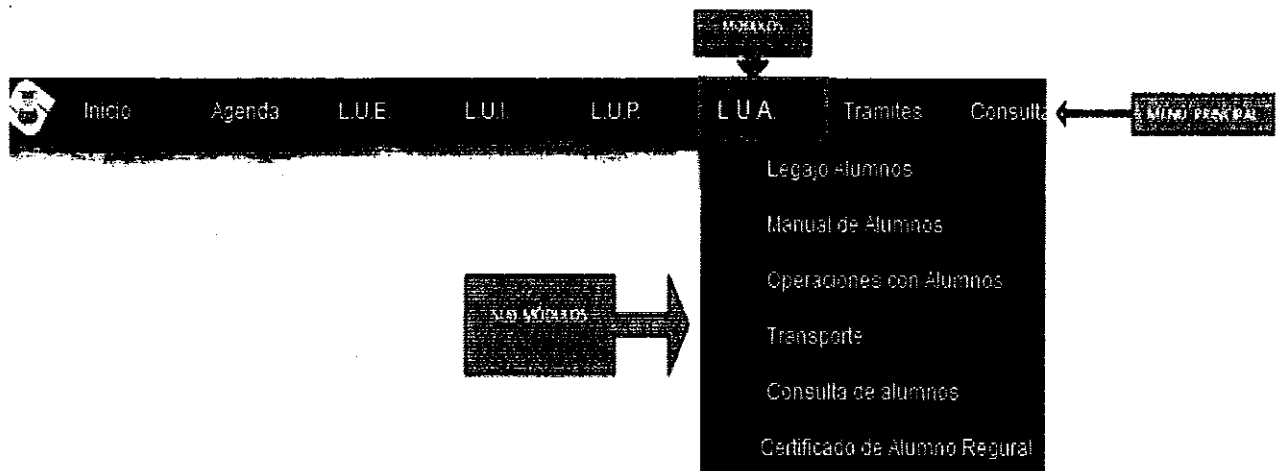 MODULOS
Inicio Agenda L.U.E. L.U.I. L.U.P. L.U.A. Tramites Consulta
MENU PRINCIPAL
Legajo Alumnos
Manual de Alumnos
Operaciones con Alumnos
SUB MÓDULOS
Transporte
Consulta de alumnos
Certificado de Alumno Regural